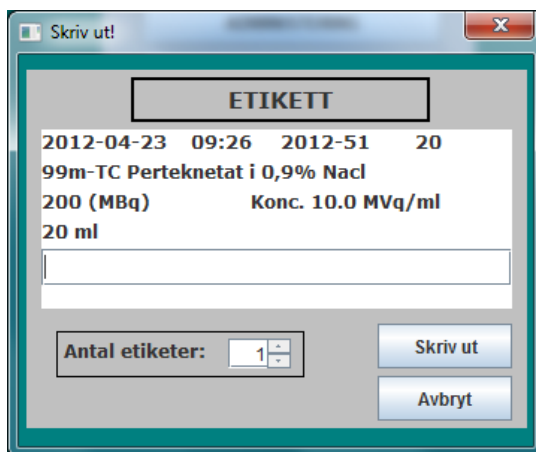 Skriv ut!
ETIKETT
2012-04-23 09:26 2012-51 20
99m-TC Perteknetat i 0,9% Nacl
200 (MBq) Konc. 10.0 MVq/ml
20 ml
Antal etiketer: 1
Skriv ut
Avbryt